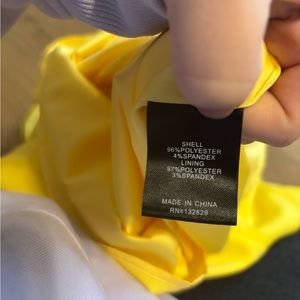 SHELL
96%POLYESTER
4%SPANDEX
LINING
97%POLYESTER
3%SPANDEX
MADE IN CHINA
RN#132829